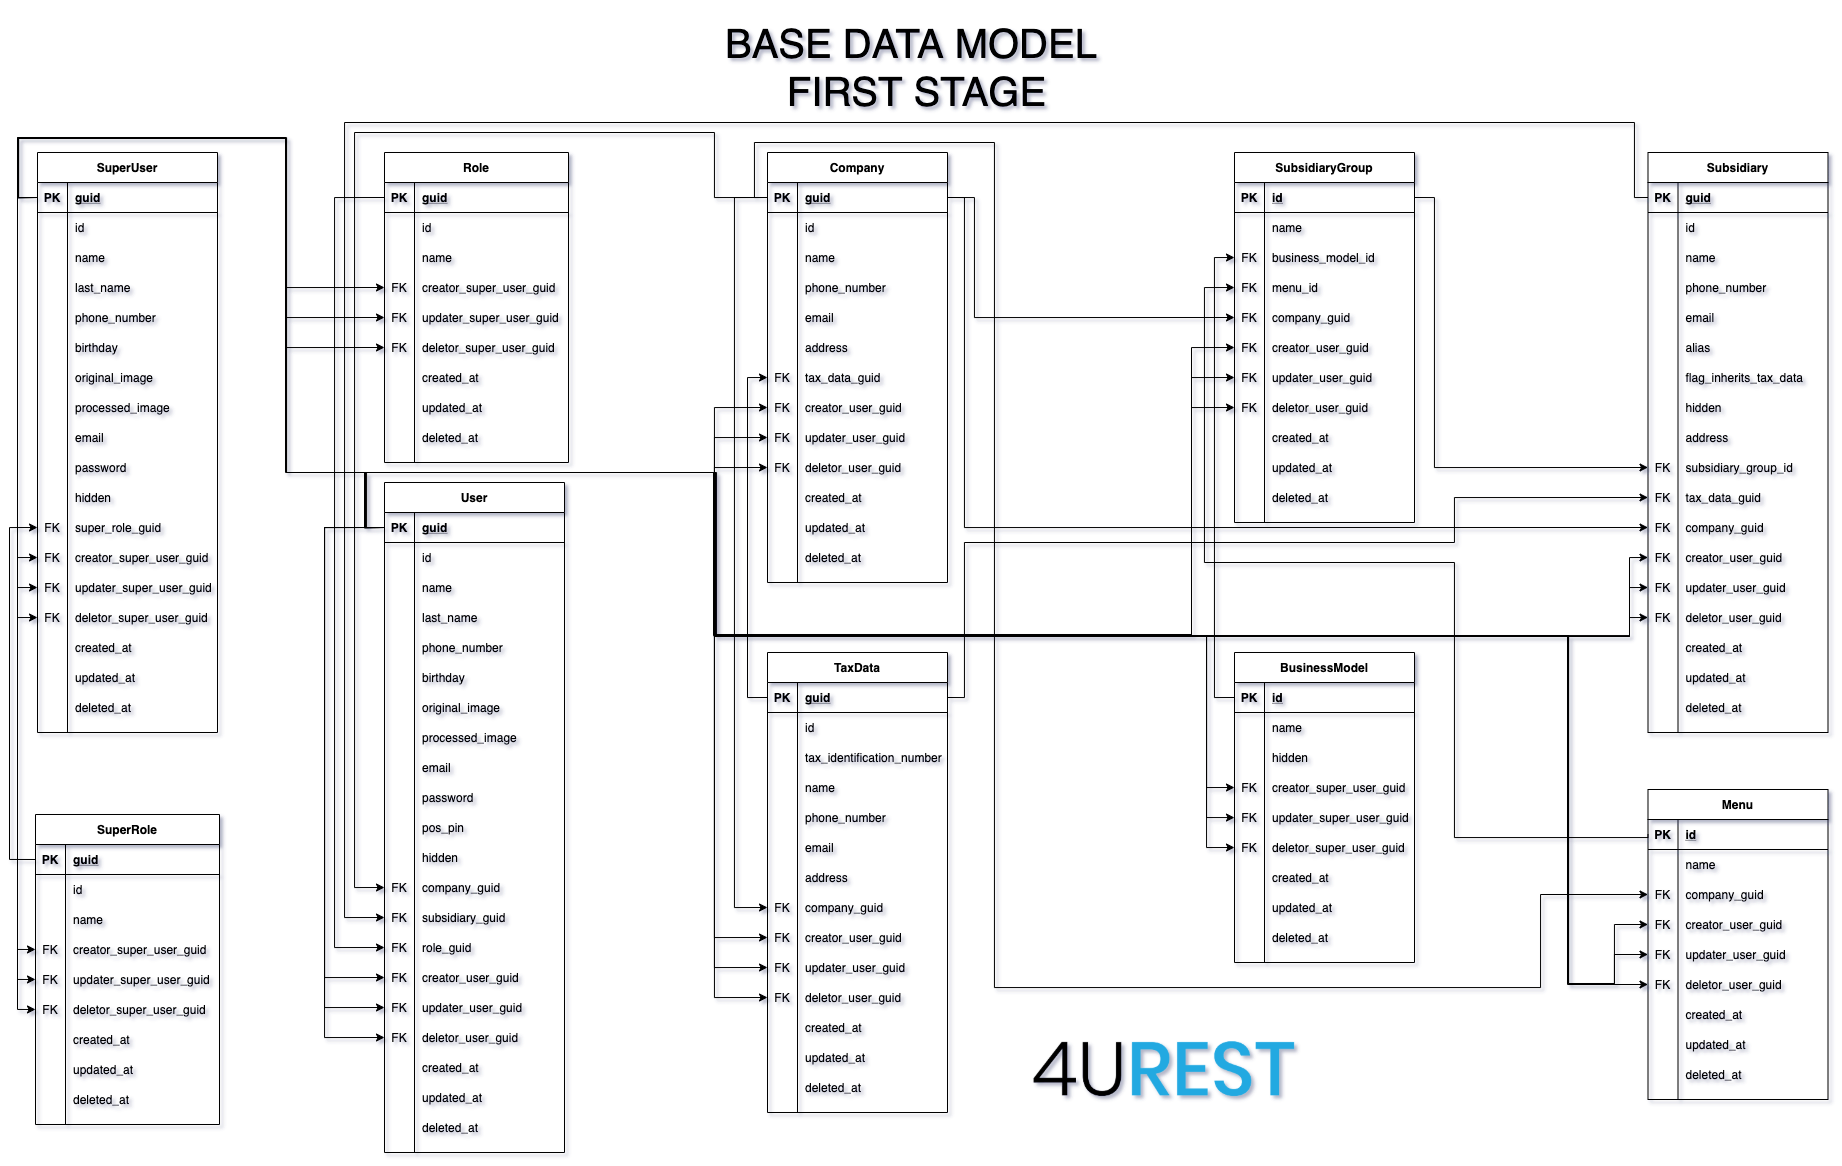 BASE DATA MODEL
FIRST STAGE
SuperUser
PK guid
id
name
last_name
phone_number
birthday
original_image
processed_image
email
password
hidden
FK super_role_guid
FK creator_super_user_guid
FK updater_super_user_guid
FK deletor_super_user_guid
created_at
updated_at
deleted_at
SuperRole
PK guid
id
name
FK creator_super_user_guid
FK updater_super_user_guid
FK deletor_super_user_guid
created_at
updated_at
deleted_at
Role
PK guid
id
name
FK creator_super_user_guid
FK updater_super_user_guid
FK deletor_super_user_guid
created_at
updated_at
deleted_at
User
PK guid
id
name
last_name
phone_number
birthday
original_image
processed_image
email
password
pos_pin
hidden
FK company_guid
FK subsidiary_guid
FK role_guid
FK creator_user_guid
FK updater_user_guid
FK deletor_user_guid
created_at
updated_at
deleted_at
Company
PK guid
id
name
phone_number
email
address
FK tax_data_guid
FK creator_user_guid
FK updater_user_guid
FK deletor_user_guid
created_at
updated_at
deleted_at
TaxData
PK guid
id
tax_identification_number
name
phone_number
email
address
FK company_guid
FK creator_user_guid
FK updater_user_guid
FK deletor_user_guid
created_at
updated_at
deleted_at
SubsidiaryGroup
PK id
name
FK business_model_id
FK menu_id
FK company_guid
FK creator_user_guid
FK updater_user_guid
FK deletor_user_guid
created_at
updated_at
deleted_at
BusinessModel
PK id
name
hidden
FK creator_super_user_guid
FK updater_super_user_guid
FK deletor_super_user_guid
created_at
updated_at
deleted_at
Subsidiary
PK guid
id
name
phone_number
email
alias
flag_inherits_tax_data
hidden
address
FK subsidiary_group_id
FK tax_data_guid
FK company_guid
FK creator_user_guid
FK updater_user_guid
FK deletor_user_guid
created_at
updated_at
deleted_at
Menu
PK id
name
FK company_guid
FK creator_user_guid
FK updater_user_guid
FK deletor_user_guid
created_at
updated_at
deleted_at
4UREST